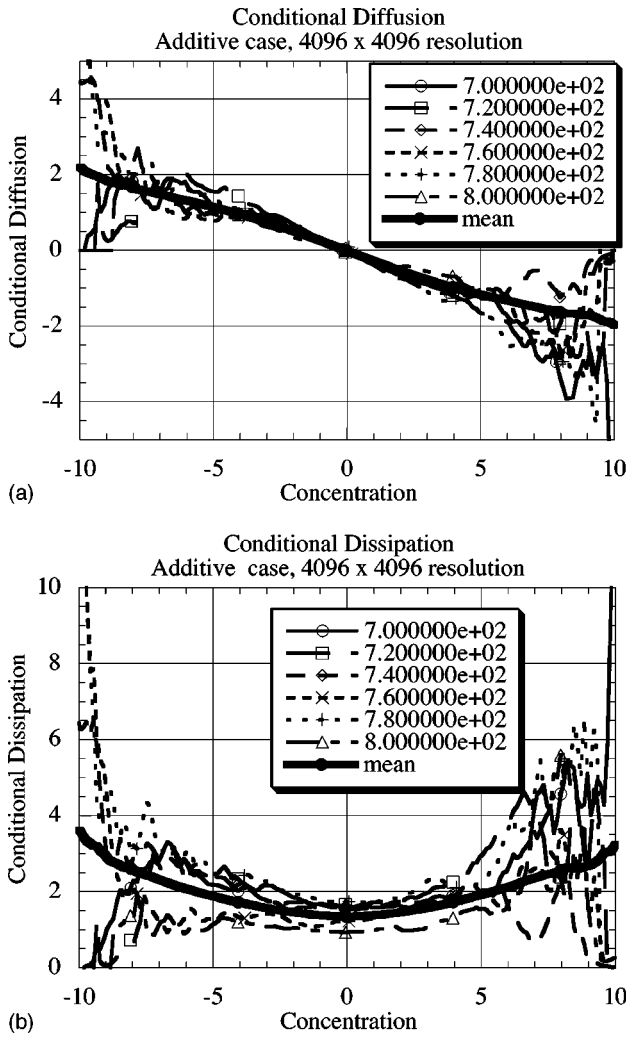 Conditional Diffusion
Additive case, 4096 x 4096 resolution
4
2
0
-2
-4
Conditional Diffusion
7.000000e+02
7.200000e+02
7.400000e+02
7.600000e+02
7.800000e+02
8.000000e+02
mean
-10
-5
0
5
10
Concentration
(a)
Conditional Dissipation
Additive case, 4096 x 4096 resolution
10
8
6
4
2
0
Conditional Dissipation
7.000000e+02
7.200000e+02
7.400000e+02
7.600000e+02
7.800000e+02
8.000000e+02
mean
-10
-5
0
5
10
Concentration
(b)